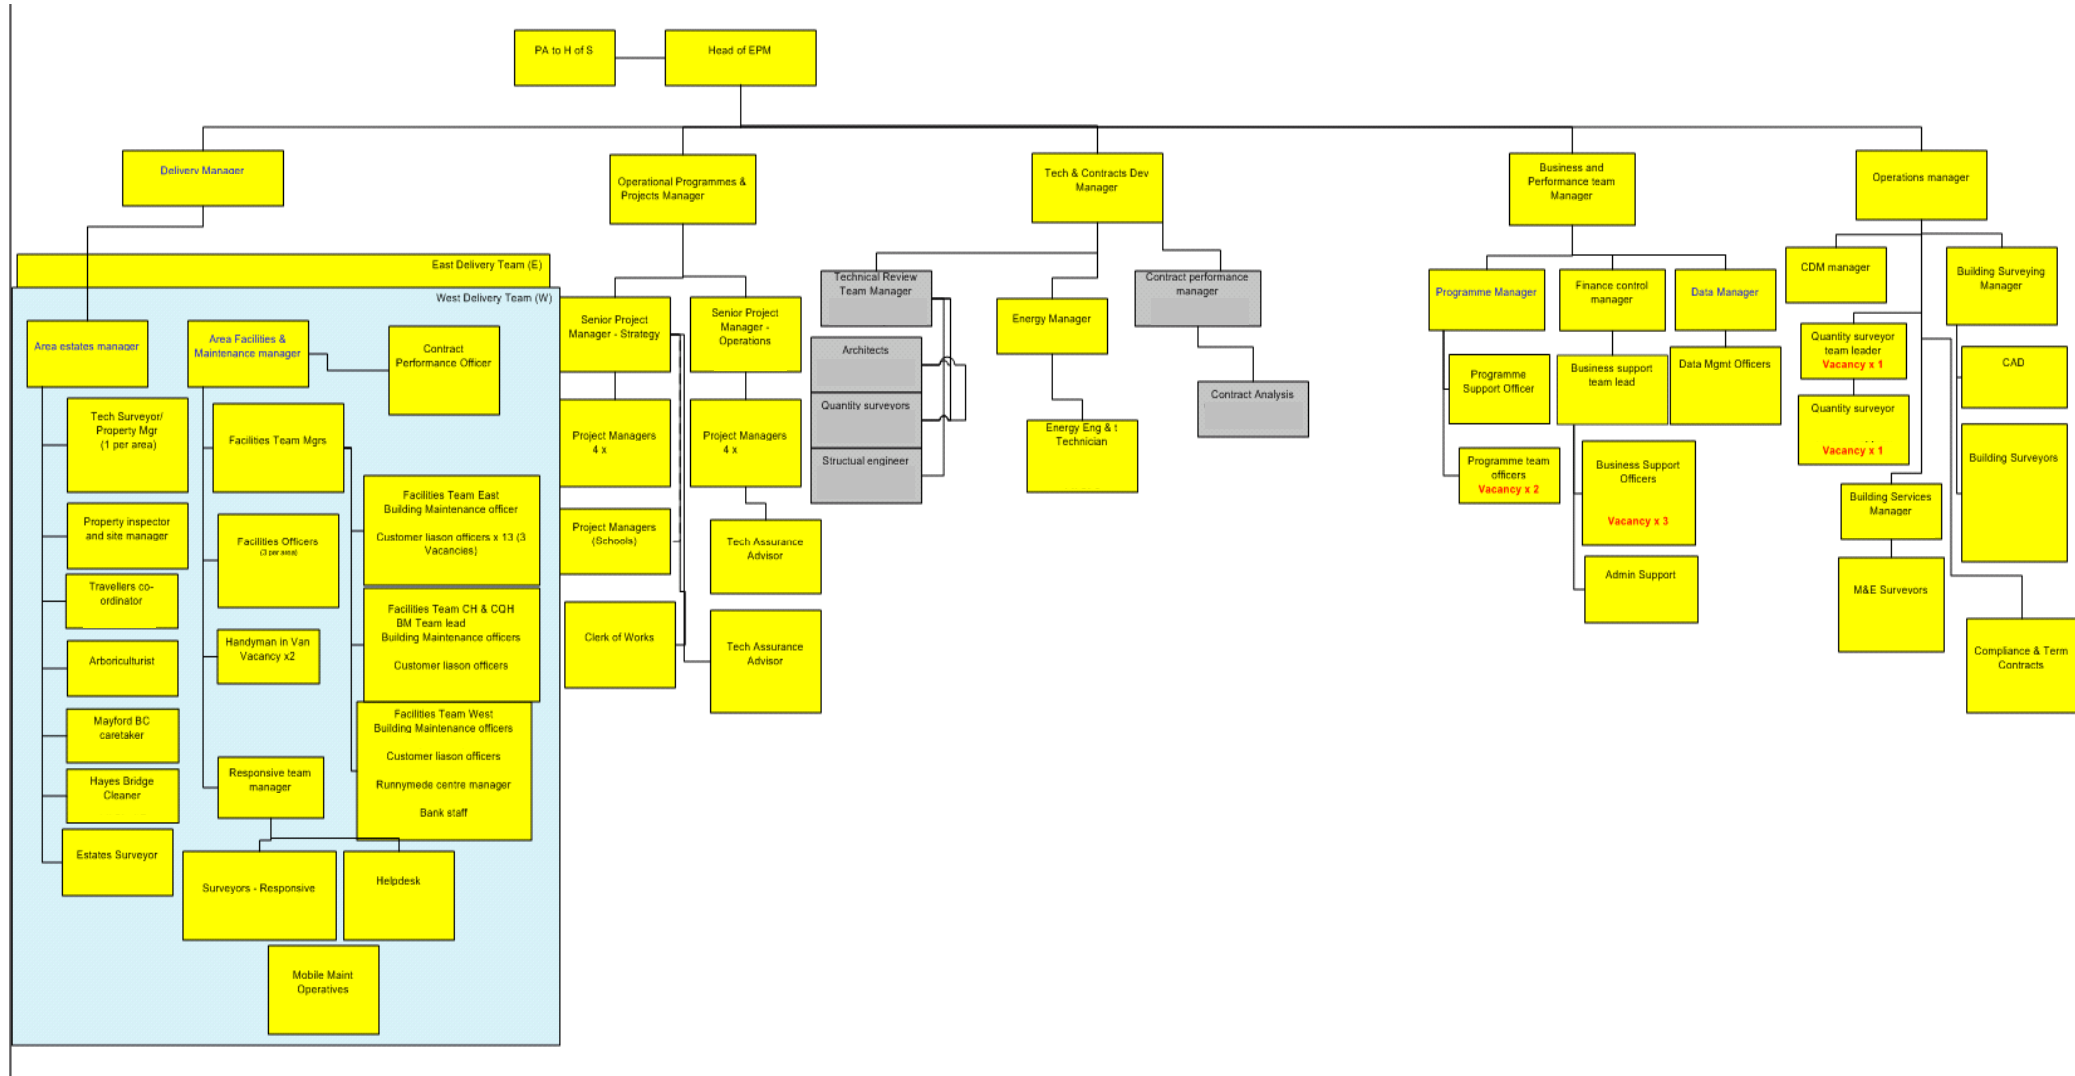 PA to H of S
Head of EPM
Delivery Manager
Operational Programmes &
Projects Manager
Tech & Contracts Dev
Manager
Business and
Performance team
Manager
Operations manager
East Delivery Team (E)
West Delivery Team (W)
Area estates manager
Area Facilities &
Maintenance manager
Contract
Performance Officer
Tech Surveyor/
Property Mgr
(1 per area)
Property inspector
and site manager
Travellers co-
ordinator
Arboriculturist
Mayford BC
caretaker
Hayes Bridge
Cleaner
Estates Surveyor
Facilities Team Mgrs
Facilities Officers
(3 per area)
Handyman in Van
Vacancy x2
Responsive team
manager
Facilities Team East
Building Maintenance officer
Customer liason officers x 13 (3
Vacancies)
Facilities Team CH & CQH
BM Team lead
Building Maintenance officers
Customer liason officers
Facilities Team West
Building Maintenance officers
Customer liason officers
Runnymede centre manager
Bank staff
Surveyors - Responsive
Helpdesk
Mobile Maint
Operatives
Senior Project
Manager - Strategy
Senior Project
Manager -
Operations
Project Managers
4 x
Project Managers
4 x
Project Managers
(Schools)
Clerk of Works
Tech Assurance
Advisor
Tech Assurance
Advisor
Technical Review
Team Manager
Architects
Quantity surveyors
Structual engineer
Energy Manager
Energy Eng & t
Technician
Contract performance
manager
Contract Analysis
Programme Manager
Finance control
manager
Data Manager
Programme
Support Officer
Programme team
officers
Vacancy x 2
Business support
team lead
Data Mgmt Officers
Business Support
Officers
Vacancy x 3
Admin Support
CDM manager
Building Surveying
Manager
Quantity surveyor
team leader
Vacancy x 1
Quantity surveyor
Vacancy x 1
CAD
Building Surveyors
Building Services
Manager
M&E Surveyors
Compliance & Term
Contracts